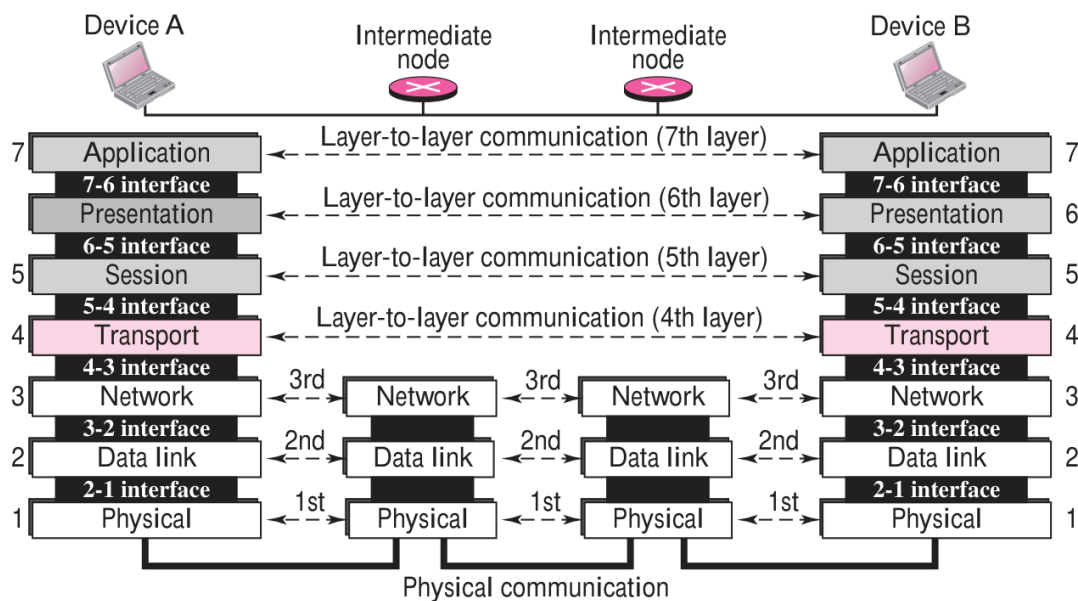 Device A
Intermediate
node
Intermediate
node
Device B
7 Application Layer-to-layer communication (7th layer) Application 7
7-6 interface 7-6 interface
Presentation Layer-to-layer communication (6th layer) Presentation 6
6-5 interface 6-5 interface
5 Session Layer-to-layer communication (5th layer) Session 5
5-4 interface 5-4 interface
4 Transport Layer-to-layer communication (4th layer) Transport 4
4-3 interface 4-3 interface
3 Network 3rd Network 3rd Network 3rd Network 3
3-2 interface 3-2 interface
2 Data link 2nd Data link 2nd Data link 2nd Data link 2
2-1 interface 2-1 interface
1 Physical 1st Physical 1st Physical 1st Physical 1
Physical communication